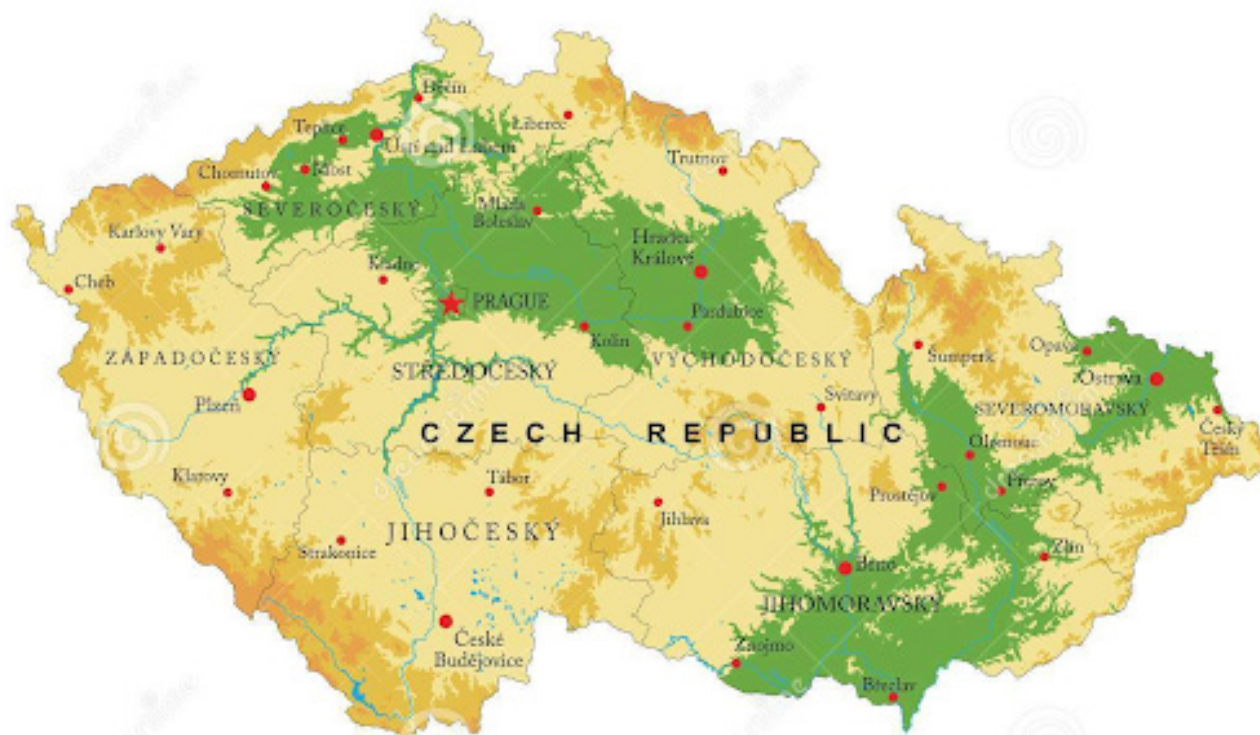 Děčín
Teplice
Ústí nad Labem
Liberec
Chomutov
Most
Trutnov
SEVEROČESKÝ
Mladá
Boleslav
Karlovy Vary
Hradec
Králové
Kladno
Cheb
PRAGUE
Pardubice
Kolín
ZÁPADOČESKÝ
STŘEDOČESKÝ
VÝCHODOČESKÝ
Šumperk
Opava
Ostrava
Plzeň
Svitavy
SEVEROMORAVSKÝ
CZECH REPUBLIC
Český
Těšín
Olomouc
Klatovy
Tábor
Jihlava
Prostějov
Přerov
JIHOČESKÝ
Strakonice
Zlín
Brno
JIHOMORAVSKÝ
České
Budějovice
Znojmo
Břeclav